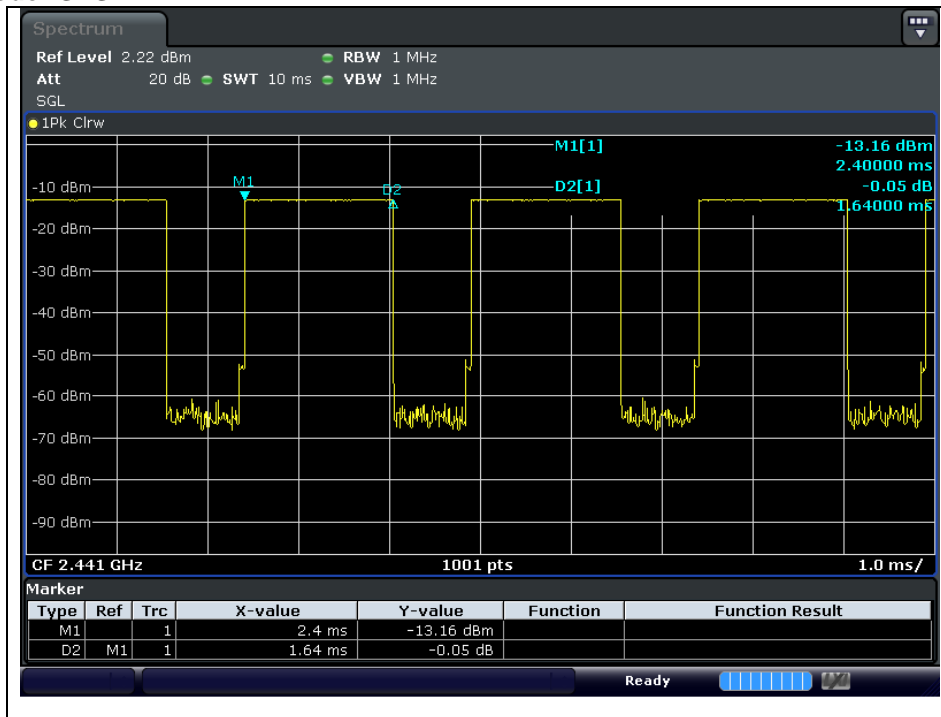 Spectrum
Ref Level 2.22 dBm RBW 1 MHz
Att 20 dB SWT 10 ms VBW 1 MHz
SGL
1Pk Clrw
M1[1] -13.16 dBm
2.40000 ms
D2[1] -0.05 dB
1.64000 ms
M1
D2
-10 dBm
-20 dBm
-30 dBm
-40 dBm
-50 dBm
-60 dBm
-70 dBm
-80 dBm
-90 dBm
CF 2.441 GHz 1001 pts 1.0 ms/
Marker
Type Ref Trc X-value Y-value Function Function Result
M1 1 2.4 ms -13.16 dBm
D2 M1 1 1.64 ms -0.05 dB
Ready